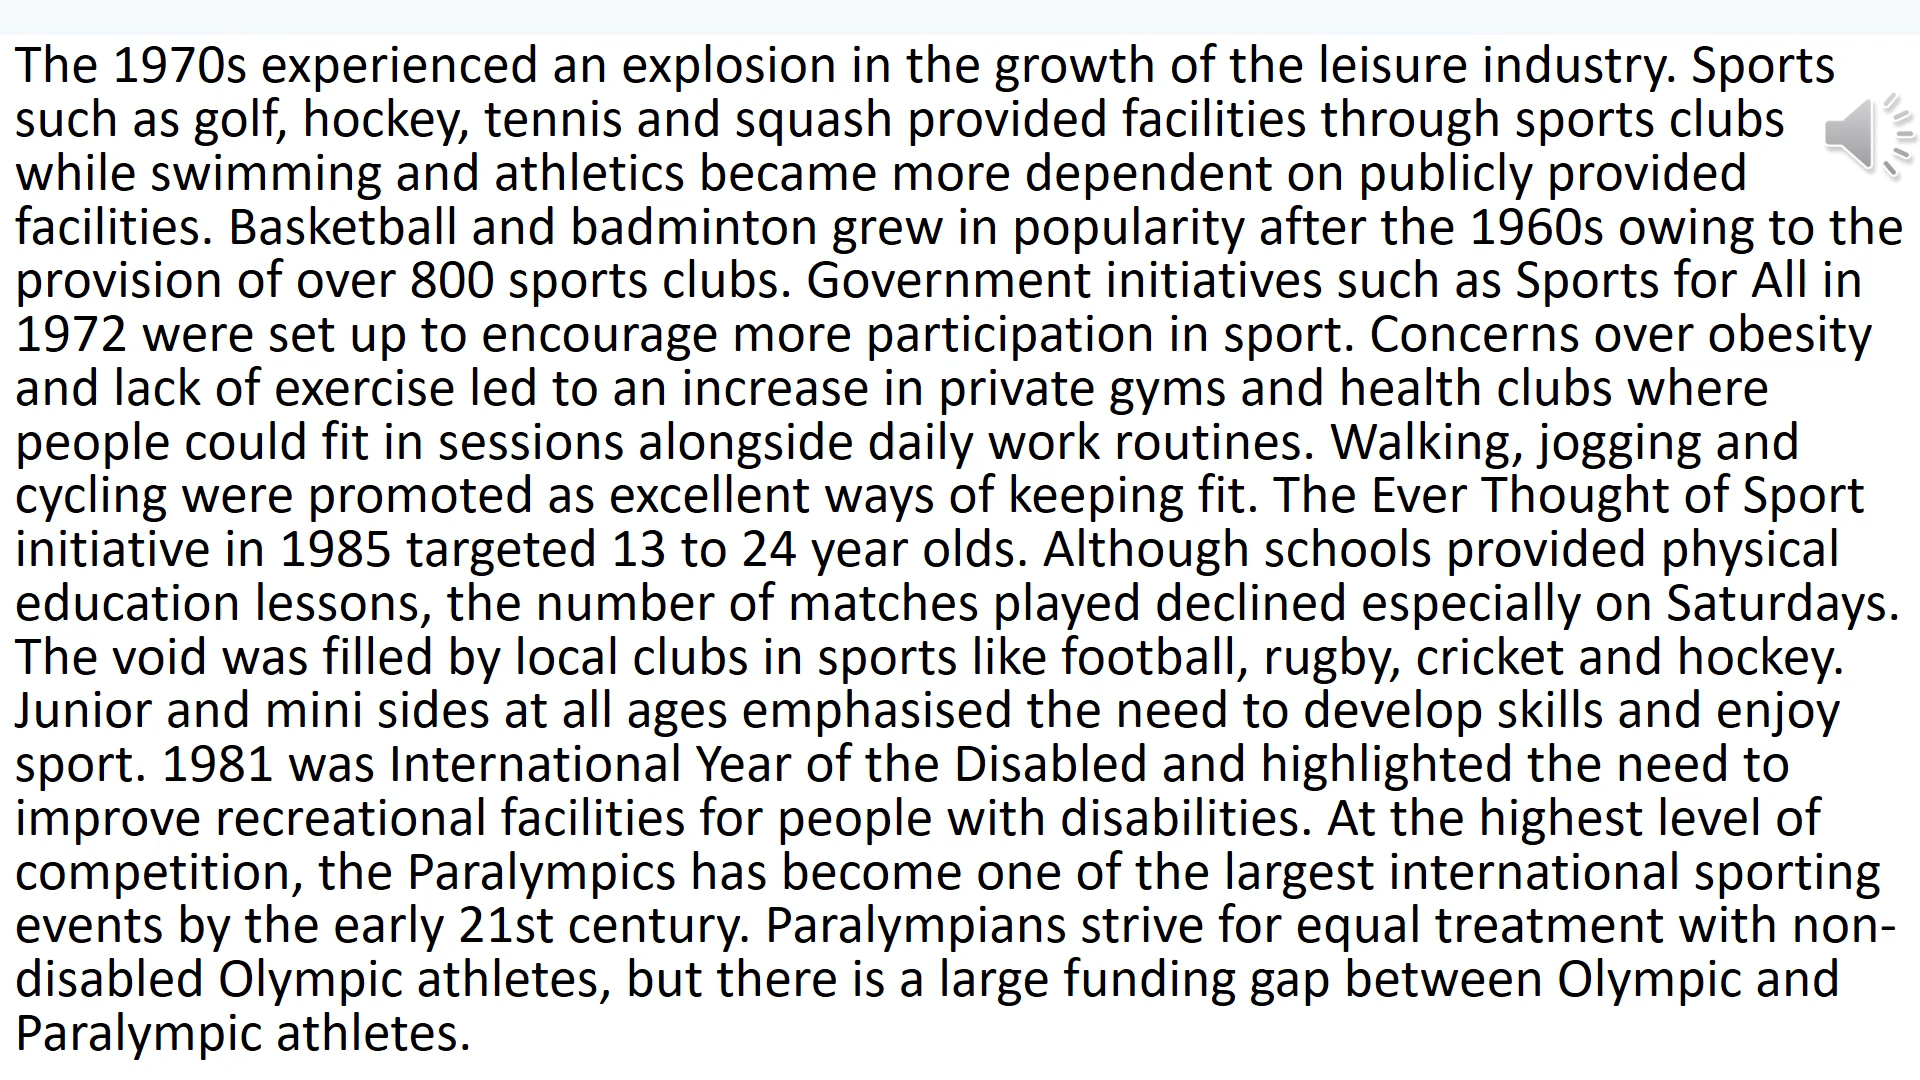 The 1970s experienced an explosion in the growth of the leisure industry. Sports
such as golf, hockey, tennis and squash provided facilities through sports clubs
while swimming and athletics became more dependent on publicly provided
facilities. Basketball and badminton grew in popularity after the 1960s owing to the
provision of over 800 sports clubs. Government initiatives such as Sports for All in
1972 were set up to encourage more participation in sport. Concerns over obesity
and lack of exercise led to an increase in private gyms and health clubs where
people could fit in sessions alongside daily work routines. Walking, jogging and
cycling were promoted as excellent ways of keeping fit. The Ever Thought of Sport
initiative in 1985 targeted 13 to 24 year olds. Although schools provided physical
education lessons, the number of matches played declined especially on Saturdays.
The void was filled by local clubs in sports like football, rugby, cricket and hockey.
Junior and mini sides at all ages emphasised the need to develop skills and enjoy
sport. 1981 was International Year of the Disabled and highlighted the need to
improve recreational facilities for people with disabilities. At the highest level of
competition, the Paralympics has become one of the largest international sporting
events by the early 21st century. Paralympians strive for equal treatment with non-
disabled Olympic athletes, but there is a large funding gap between Olympic and
Paralympic athletes.